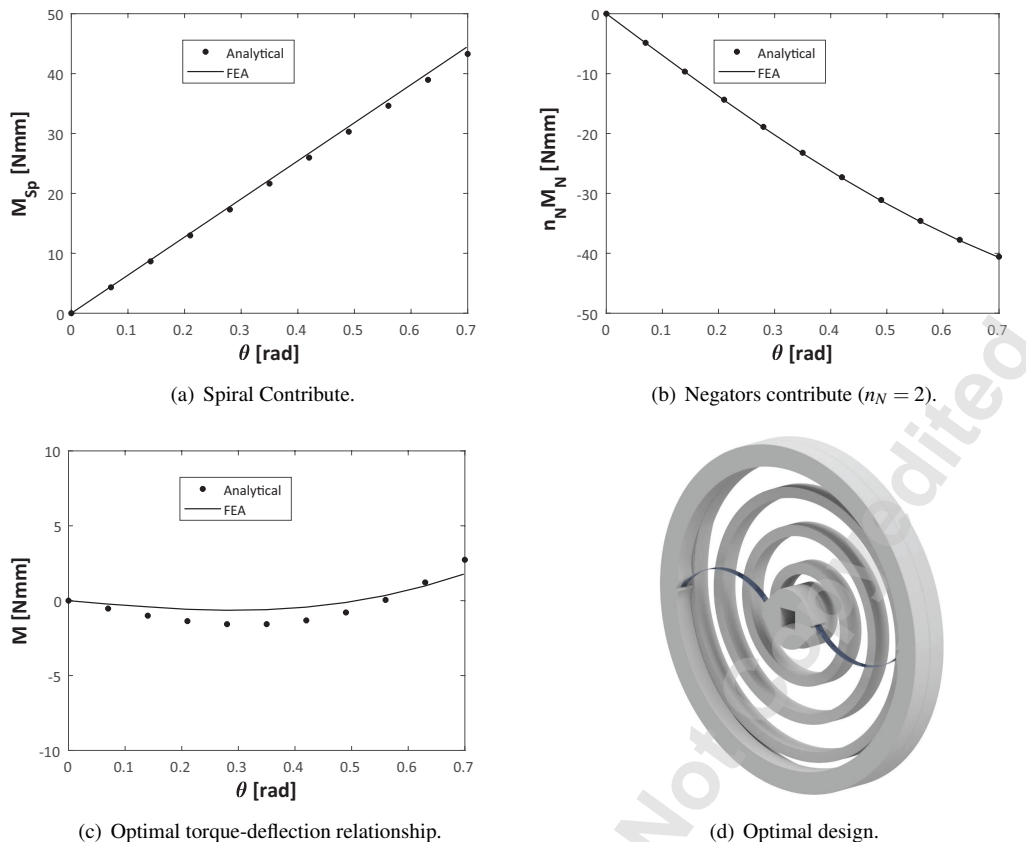 50
40
30
20
10
0
M_Sp [Nmm]
Analytical
FEA
0 0.1 0.2 0.3 0.4 0.5 0.6 0.7
θ [rad]
(a) Spiral Contribute.
0
-10
-20
-30
-40
-50
n_N M_N [Nmm]
Analytical
FEA
0 0.1 0.2 0.3 0.4 0.5 0.6 0.7
θ [rad]
(b) Negators contribute (n_N = 2).
10
5
0
-5
-10
M [Nmm]
Analytical
FEA
0 0.1 0.2 0.3 0.4 0.5 0.6 0.7
θ [rad]
(c) Optimal torque-deflection relationship.
(d) Optimal design.
Not Copyedited